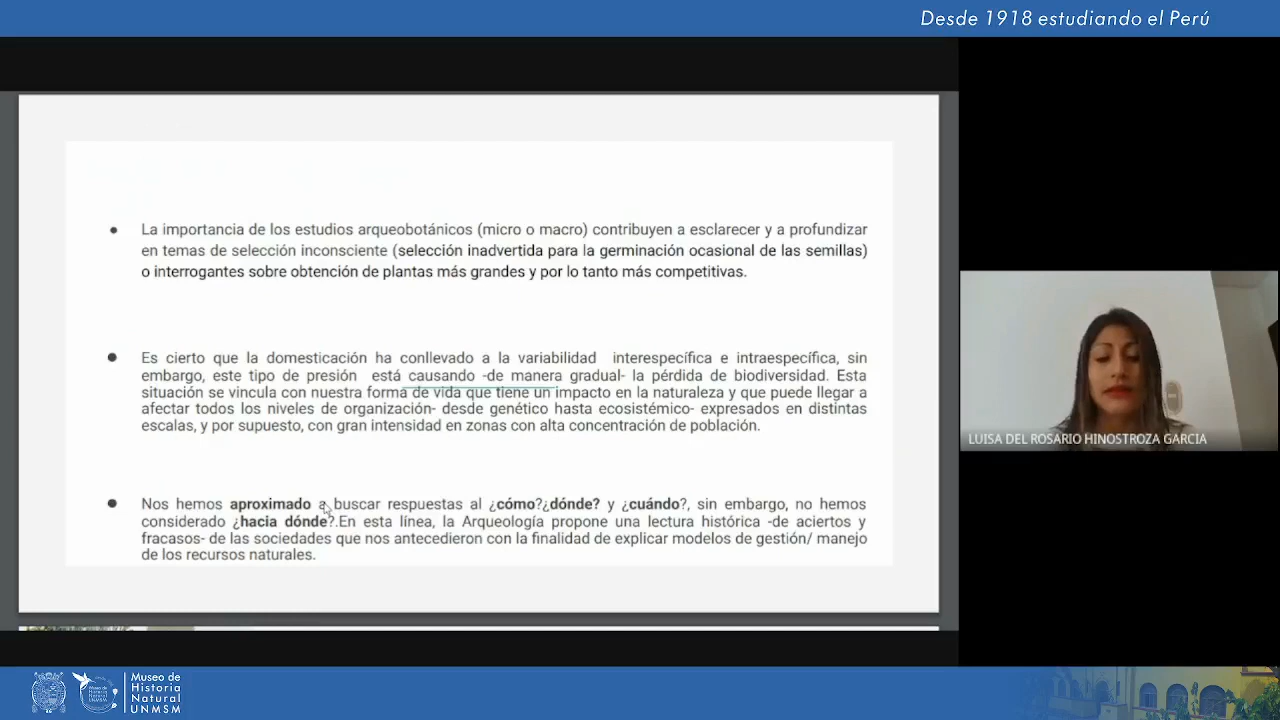 Desde 1918 estudiando el Perú
La importancia de los estudios arqueobotánicos (micro o macro) contribuyen a esclarecer y a profundizar
en temas de selección inconsciente (selección inadvertida para la germinación ocasional de las semillas)
o interrogantes sobre obtención de plantas más grandes y por lo tanto más competitivas.
Es cierto que la domesticación ha conllevado a la variabilidad interespecífica e intraespecífica, sin
embargo, este tipo de presión está causando -de manera gradual- la pérdida de biodiversidad. Esta
situación se vincula con nuestra forma de vida que tiene un impacto en la naturaleza y que puede llegar a
afectar todos los niveles de organización- desde genético hasta ecosistémico- expresados en distintas
escalas, y por supuesto, con gran intensidad en zonas con alta concentración de población.
Nos hemos aproximado a buscar respuestas al ¿cómo?¿dónde? y ¿cuándo?, sin embargo, no hemos
considerado ¿hacia dónde?.En esta línea, la Arqueología propone una lectura histórica -de aciertos y
fracasos- de las sociedades que nos antecedieron con la finalidad de explicar modelos de gestión/ manejo
de los recursos naturales.
LUISA DEL ROSARIO HINOSTROZA GARCIA
Museo de
Historia
Natural
UNMSM
Museo de
Historia
Natural
UNMSM